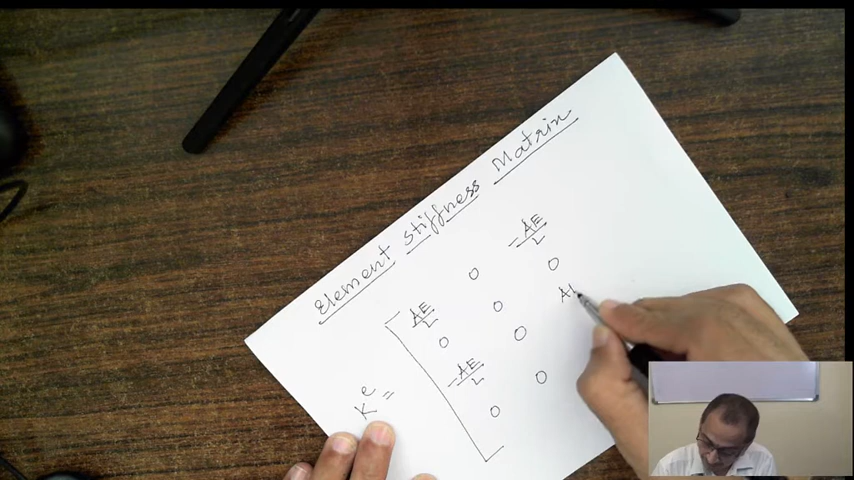 Element Stiffness Matrix
AE/L 0 -AE/L
0 0 0
K^e = -AE/L 0 AE
0 0